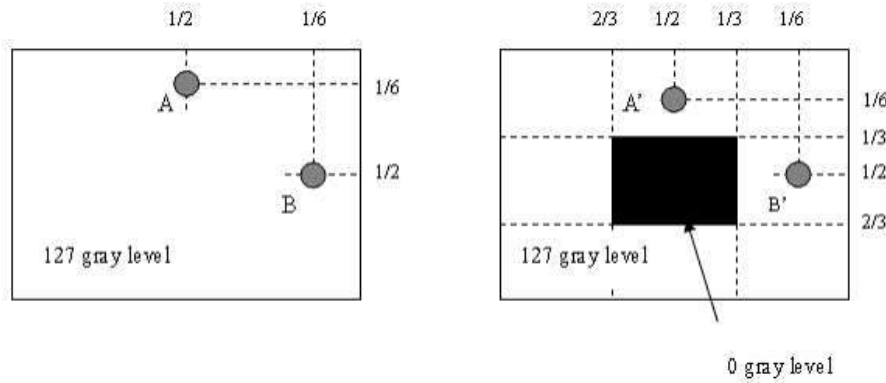 1/2 1/6
1/6
A
1/2
B
127 gray level
2/3 1/2 1/3 1/6
A' 1/6
1/3
1/2
B'
2/3
127 gray level
0 gray level